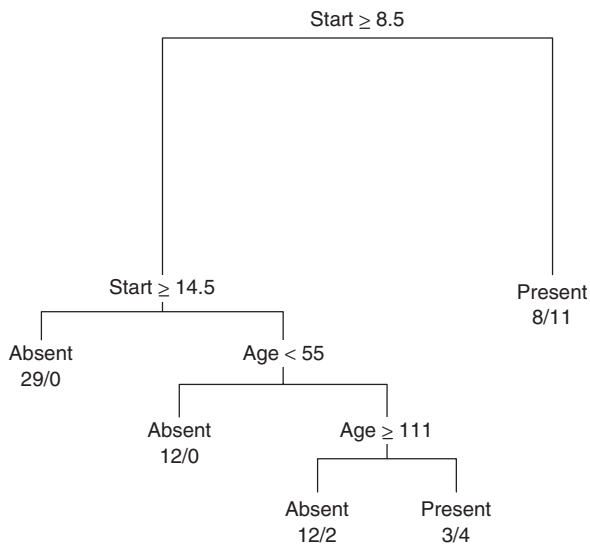 Start ≥ 8.5
Start ≥ 14.5
Present
8/11
Absent
29/0
Age < 55
Absent
12/0
Age ≥ 111
Absent
12/2
Present
3/4